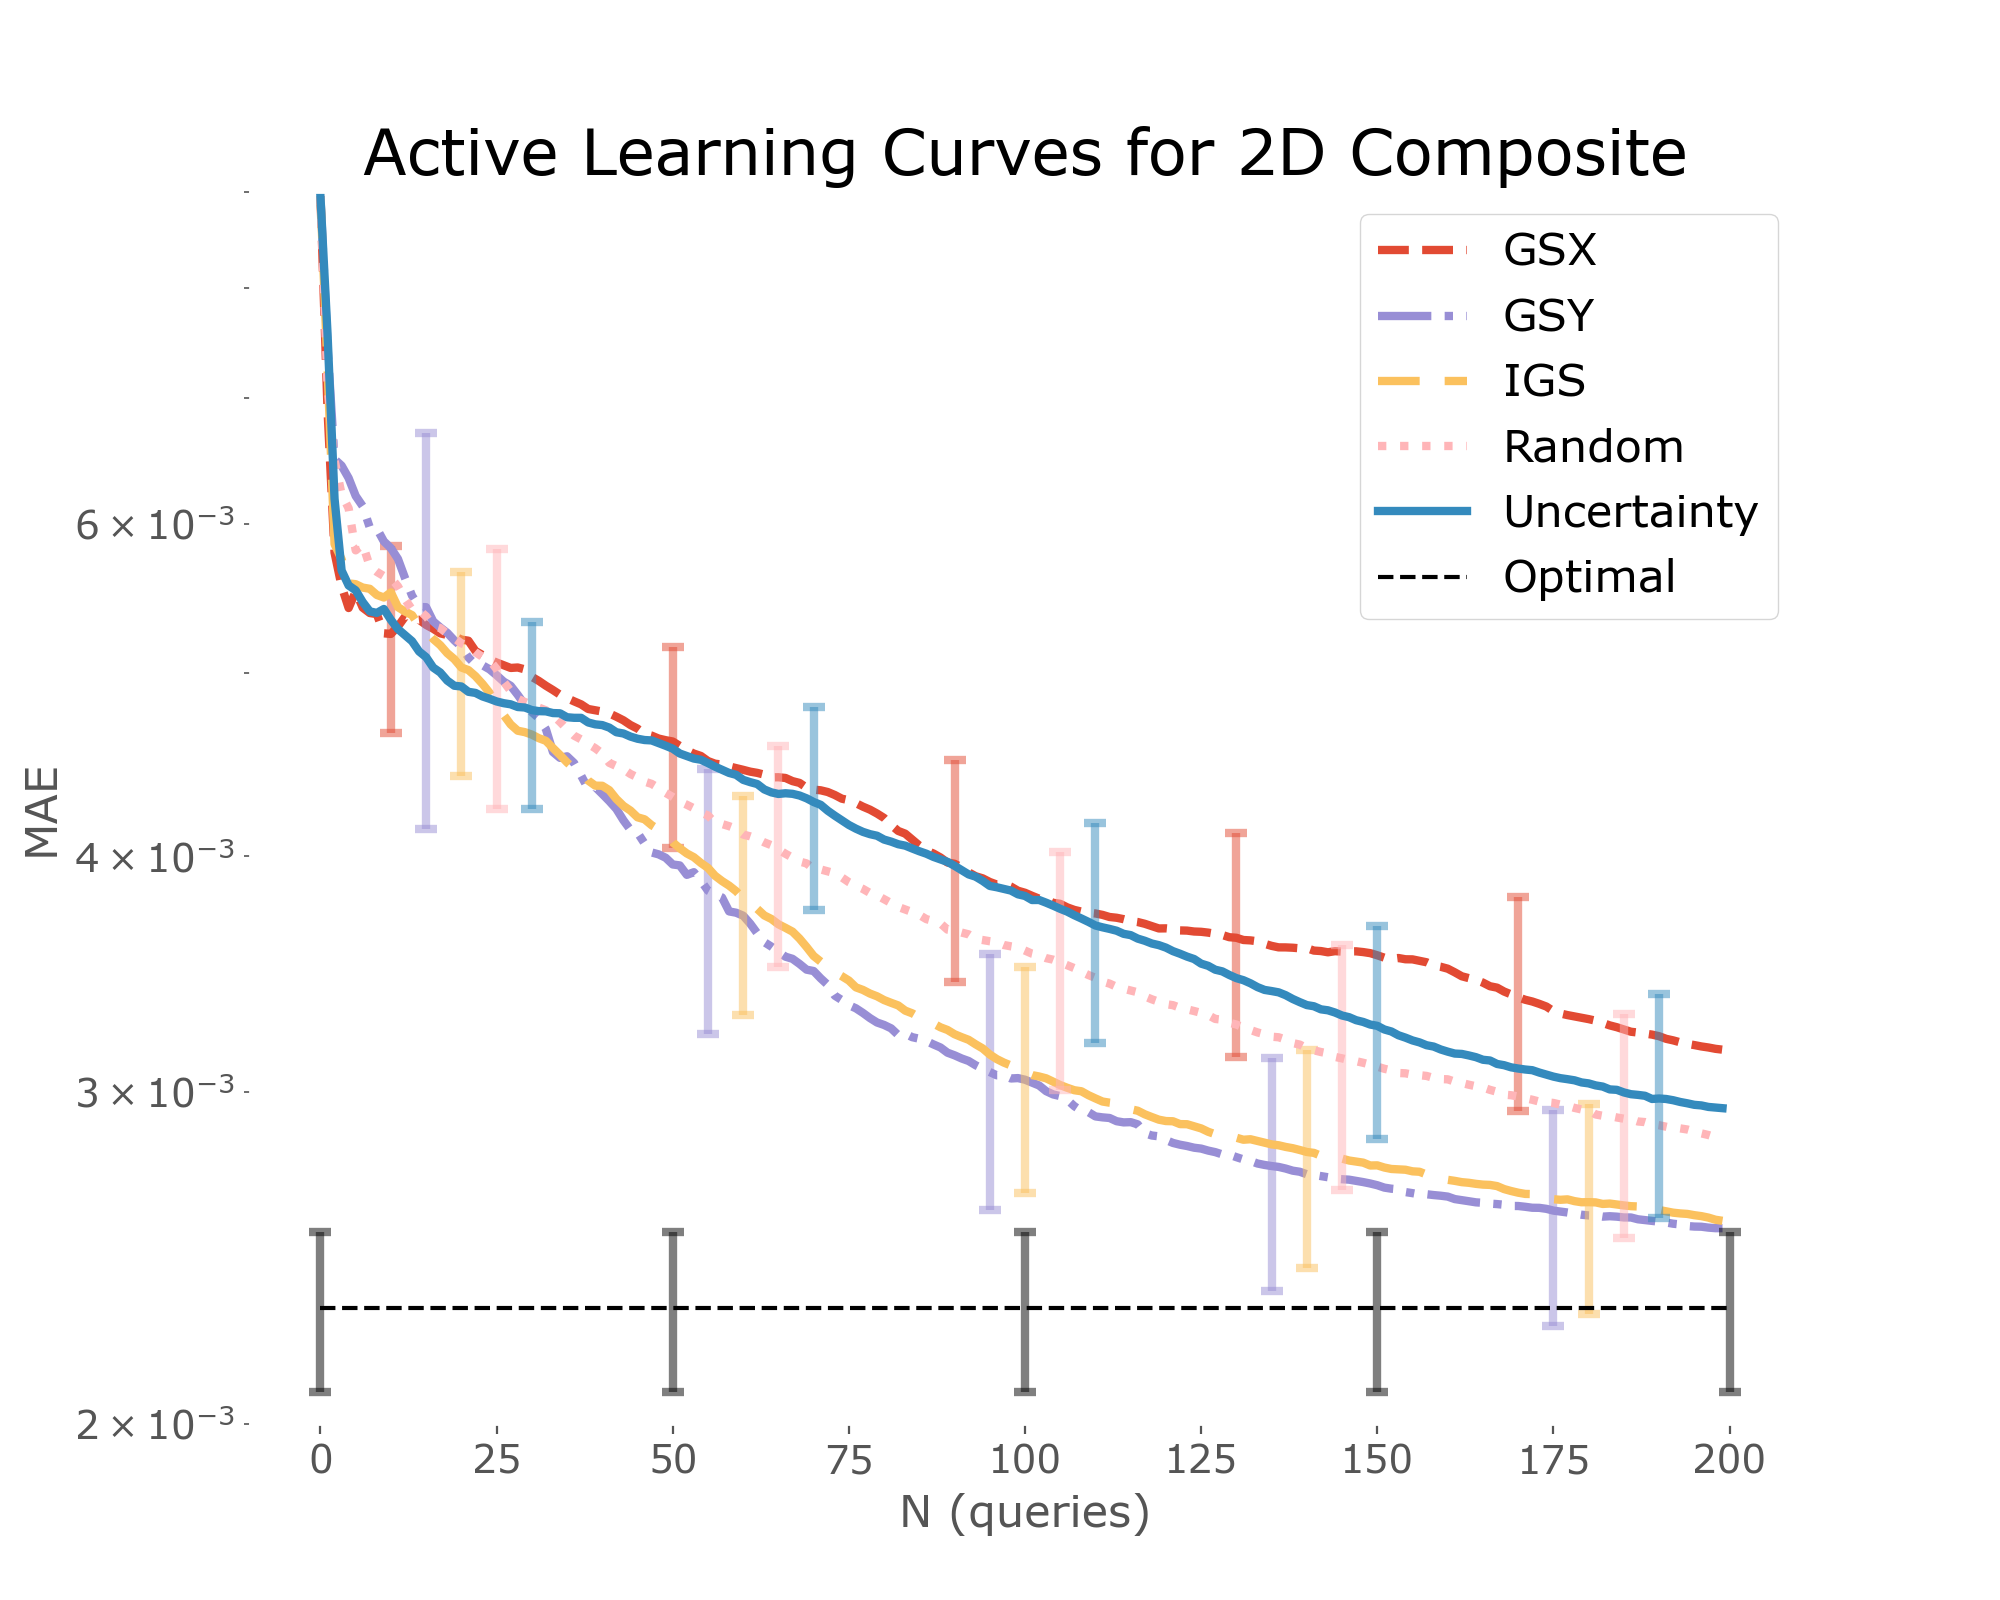 Active Learning Curves for 2D Composite
GSX
GSY
IGS
Random
Uncertainty
Optimal
MAE
6 × 10⁻³
4 × 10⁻³
3 × 10⁻³
2 × 10⁻³
0 25 50 75 100 125 150 175 200
N (queries)